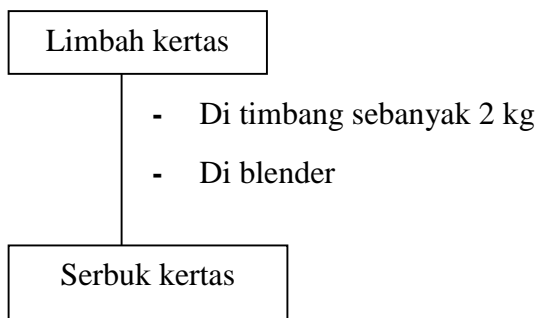 Limbah kertas
- Di timbang sebanyak 2 kg
- Di blender
Serbuk kertas